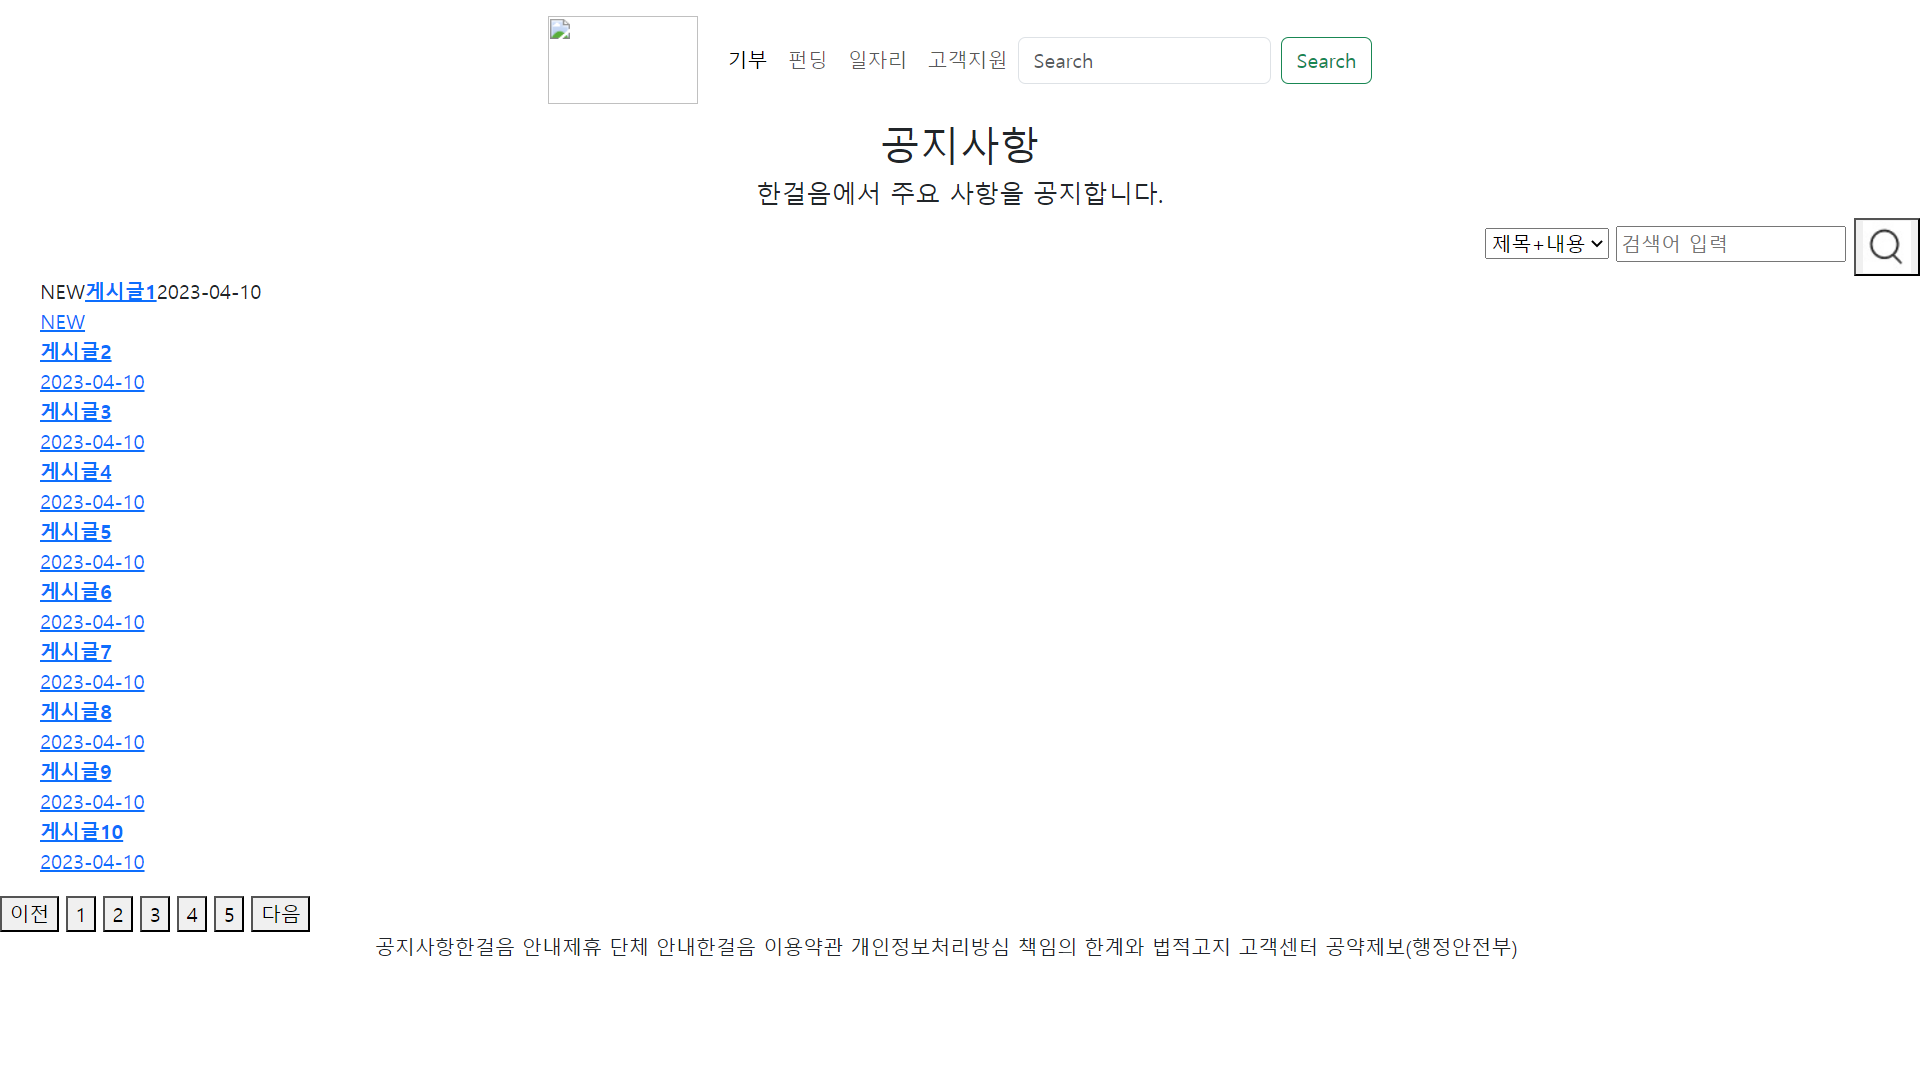 기부 펀딩 일자리 고객지원 Search Search
공지사항
한걸음에서 주요 사항을 공지합니다.
제목+내용 검색어 입력
NEW게시글12023-04-10
NEW
게시글2
2023-04-10
게시글3
2023-04-10
게시글4
2023-04-10
게시글5
2023-04-10
게시글6
2023-04-10
게시글7
2023-04-10
게시글8
2023-04-10
게시글9
2023-04-10
게시글10
2023-04-10
이전 1 2 3 4 5 다음
공지사항한걸음 안내제휴 단체 안내한걸음 이용약관 개인정보처리방침 책임의 한계와 법적고지 고객센터 공약제보(행정안전부)